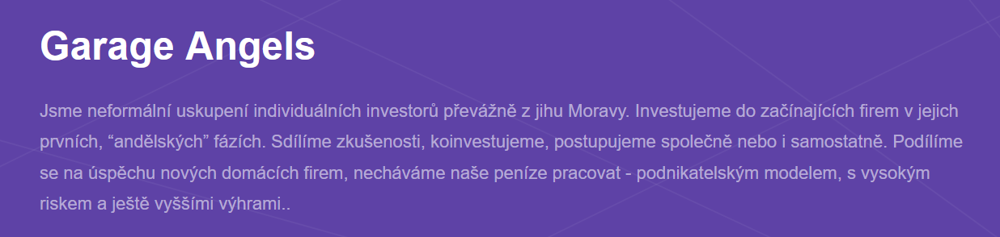 Garage Angels
Jsme neformální uskupení individuálních investorů převážně z jihu Moravy. Investujeme do začínajících firem v jejich
prvních, “andělských” fázích. Sdílíme zkušenosti, koinvestujeme, postupujeme společně nebo i samostatně. Podílíme
se na úspěchu nových domácích firem, necháváme naše peníze pracovat - podnikatelským modelem, s vysokým
riskem a ještě vyššími výhrami..